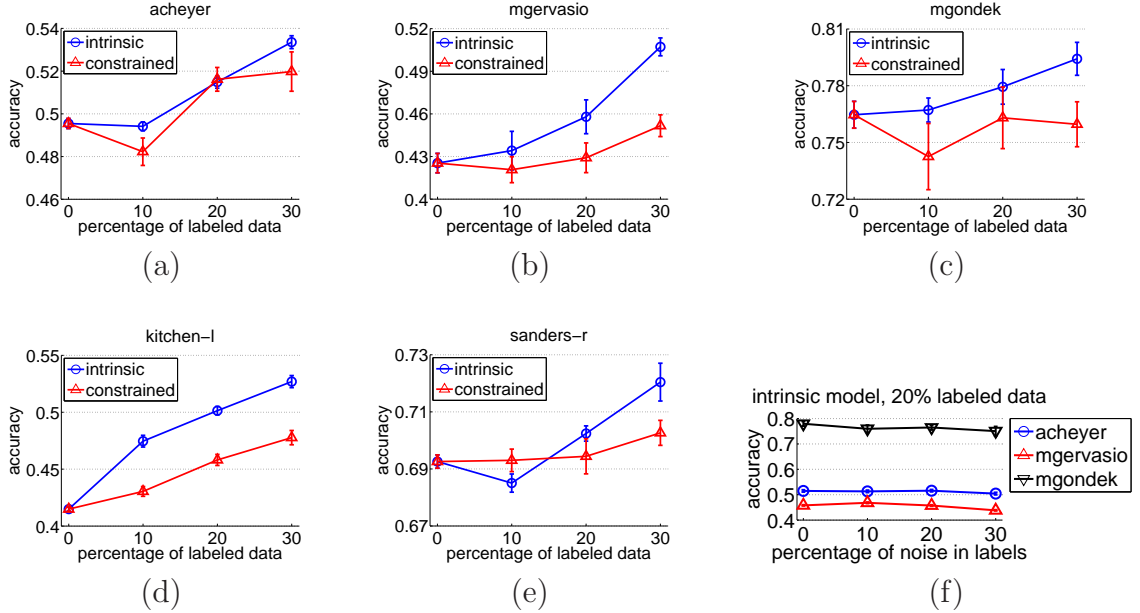 acheyer
0.54
0.52
0.5
0.48
0.46
accuracy
intrinsic
constrained
0 10 20 30
percentage of labeled data
(a)
mgervasio
0.52
0.49
0.46
0.43
0.4
accuracy
intrinsic
constrained
0 10 20 30
percentage of labeled data
(b)
mgondek
0.81
0.78
0.75
0.72
accuracy
intrinsic
constrained
0 10 20 30
percentage of labeled data
(c)
kitchen−l
0.55
0.5
0.45
0.4
accuracy
intrinsic
constrained
0 10 20 30
percentage of labeled data
(d)
sanders−r
0.73
0.71
0.69
0.67
accuracy
intrinsic
constrained
0 10 20 30
percentage of labeled data
(e)
intrinsic model, 20% labeled data
0.8
0.7
0.6
0.5
0.4
accuracy
acheyer
mgervasio
mgondek
0 10 20 30
percentage of noise in labels
(f)